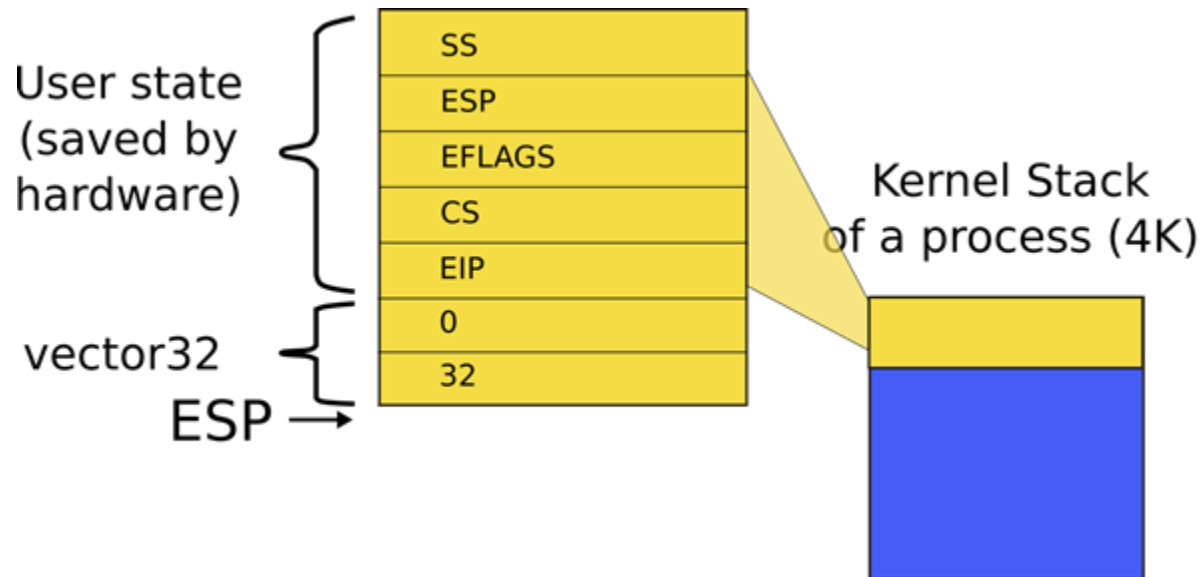 User state
(saved by
hardware)
SS
ESP
EFLAGS
CS
EIP
0
32
vector32
ESP
Kernel Stack
of a process (4K)